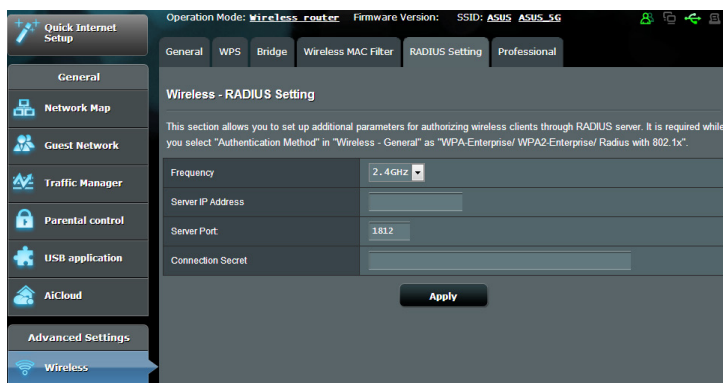 Quick Internet
Setup
Operation Mode: Wireless router Firmware Version: SSID: ASUS ASUS_5G
General WPS Bridge Wireless MAC Filter RADIUS Setting Professional
General
Network Map
Guest Network
Traffic Manager
Parental control
USB application
AiCloud
Advanced Settings
Wireless
Wireless - RADIUS Setting
This section allows you to set up additional parameters for authorizing wireless clients through RADIUS server. It is required while
you select "Authentication Method" in "Wireless - General" as "WPA-Enterprise/ WPA2-Enterprise/ Radius with 802.1x".
Frequency 2.4GHz
Server IP Address
Server Port: 1812
Connection Secret
Apply